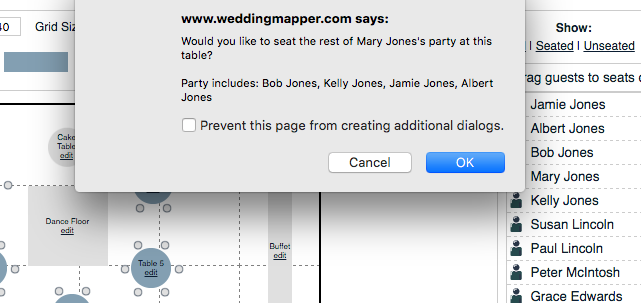 www.weddingmapper.com says:
Would you like to seat the rest of Mary Jones's party at this
table?
Party includes: Bob Jones, Kelly Jones, Jamie Jones, Albert
Jones
Prevent this page from creating additional dialogs.
Cancel
OK
40
Grid Siz
Show:
| Seated | Unseated
rag guests to seats o
Jamie Jones
Albert Jones
Bob Jones
Mary Jones
Kelly Jones
Susan Lincoln
Paul Lincoln
Peter McIntosh
Grace Edwards
Cake
Table
edit
Dance Floor
edit
Table 5
edit
Buffet
edit